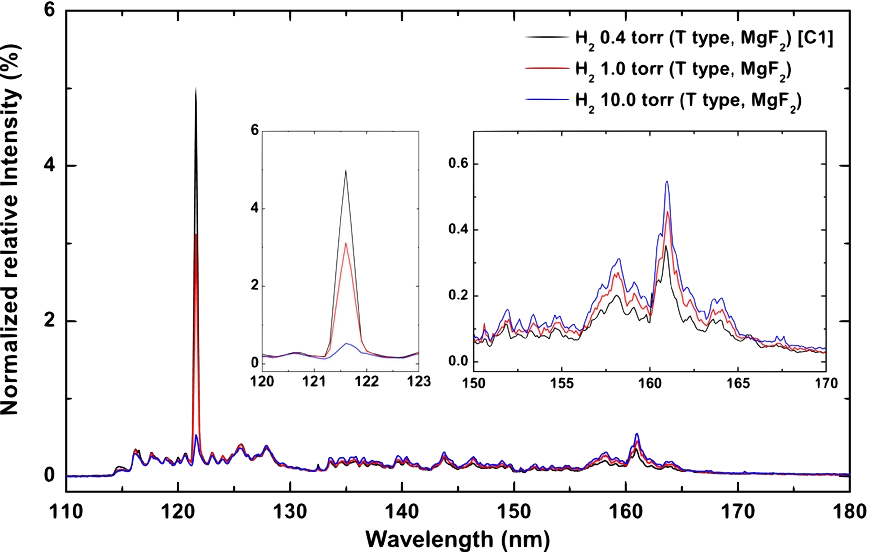 6
4
2
0
Normalized relative Intensity (%)
H2 0.4 torr (T type, MgF2) [C1]
H2 1.0 torr (T type, MgF2)
H2 10.0 torr (T type, MgF2)
6
4
2
0
120 121 122 123
0.6
0.4
0.2
0.0
150 155 160 165 170
110 120 130 140 150 160 170 180
Wavelength (nm)